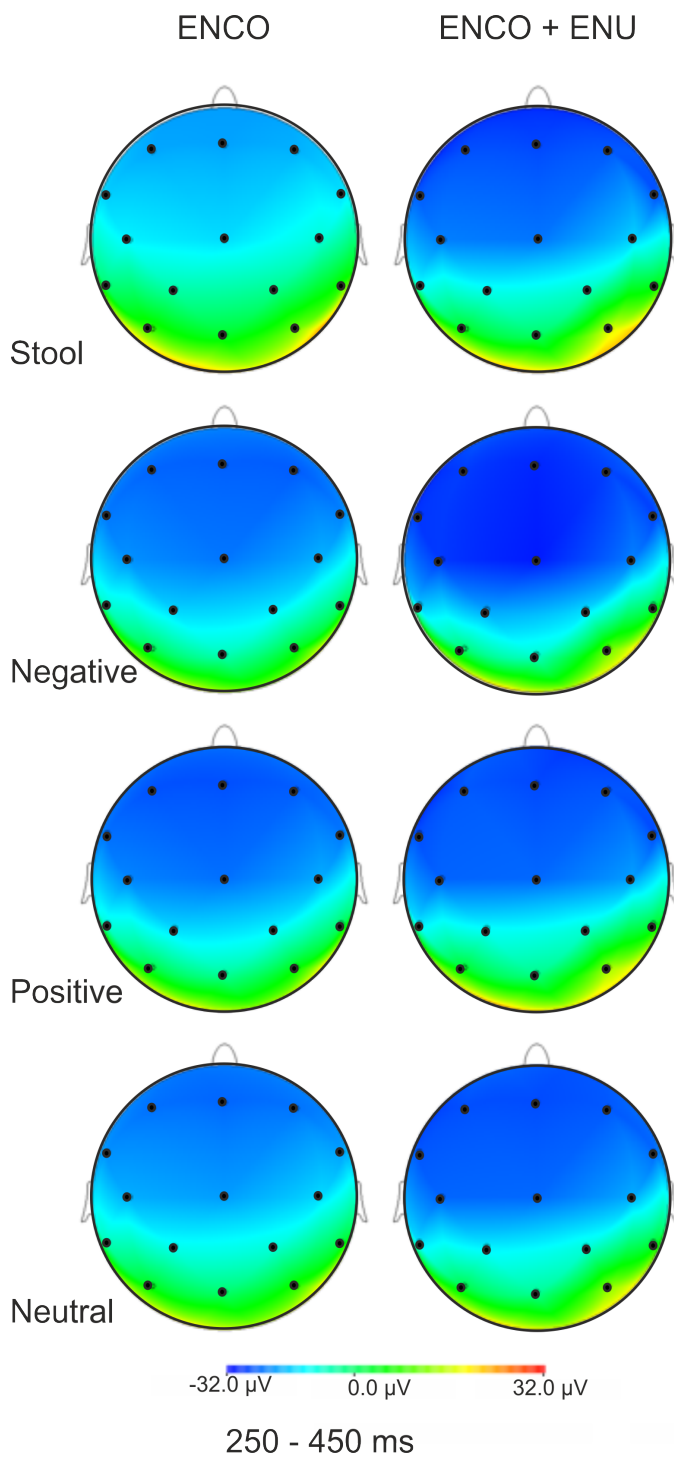 ENCO
ENCO + ENU
Stool
Negative
Positive
Neutral
-32.0 µV
0.0 µV
32.0 µV
250 - 450 ms